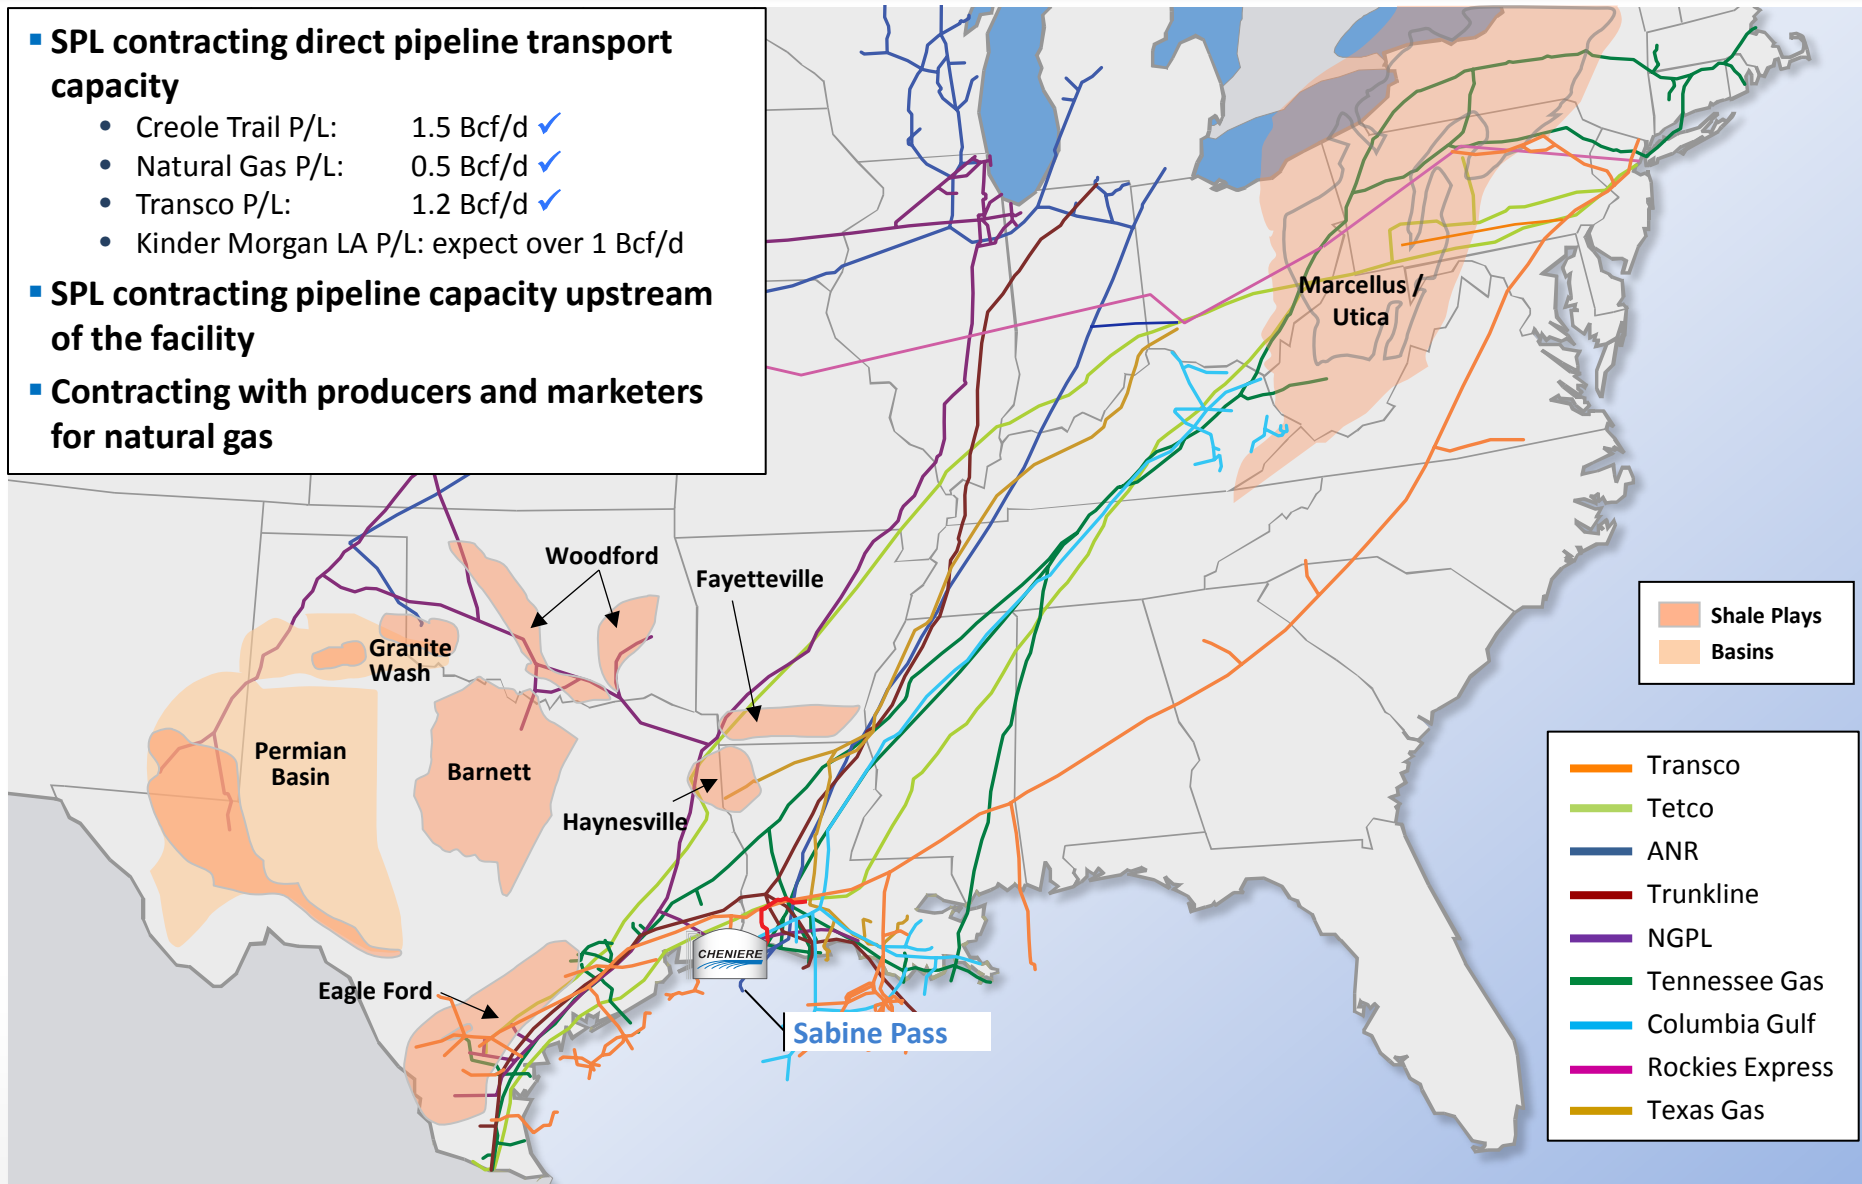 SPL contracting direct pipeline transport
capacity
Creole Trail P/L: 1.5 Bcf/d ✓
Natural Gas P/L: 0.5 Bcf/d ✓
Transco P/L: 1.2 Bcf/d ✓
Kinder Morgan LA P/L: expect over 1 Bcf/d
SPL contracting pipeline capacity upstream
of the facility
Contracting with producers and marketers
for natural gas
Marcellus /
Utica
Woodford
Fayetteville
Granite
Wash
Permian
Basin
Barnett
Haynesville
Eagle Ford
CHENIERE
Sabine Pass
Shale Plays
Basins
Transco
Tetco
ANR
Trunkline
NGPL
Tennessee Gas
Columbia Gulf
Rockies Express
Texas Gas